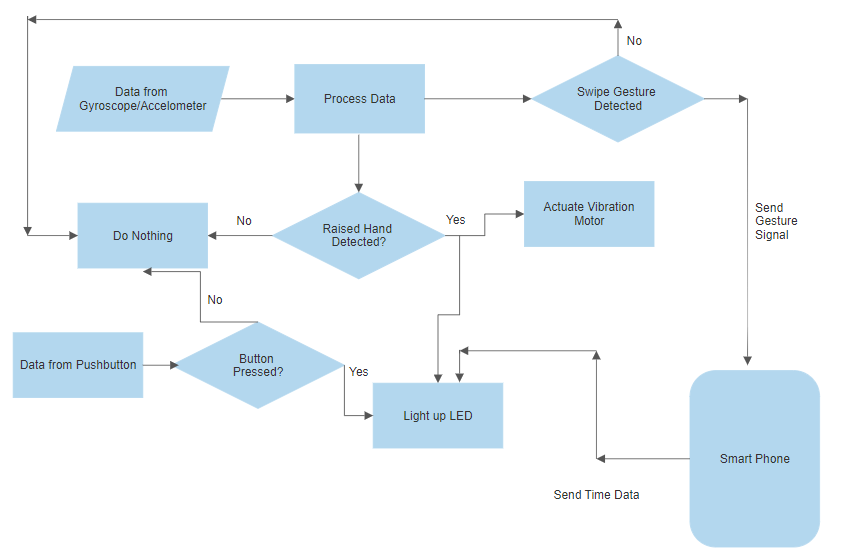 No
Data from
Gyroscope/Accelometer
Process Data
Swipe Gesture
Detected
Do Nothing
No
Raised Hand
Detected?
Yes
Actuate Vibration
Motor
Send
Gesture
Signal
No
Data from Pushbutton
Button
Pressed?
Yes
Light up LED
Smart Phone
Send Time Data